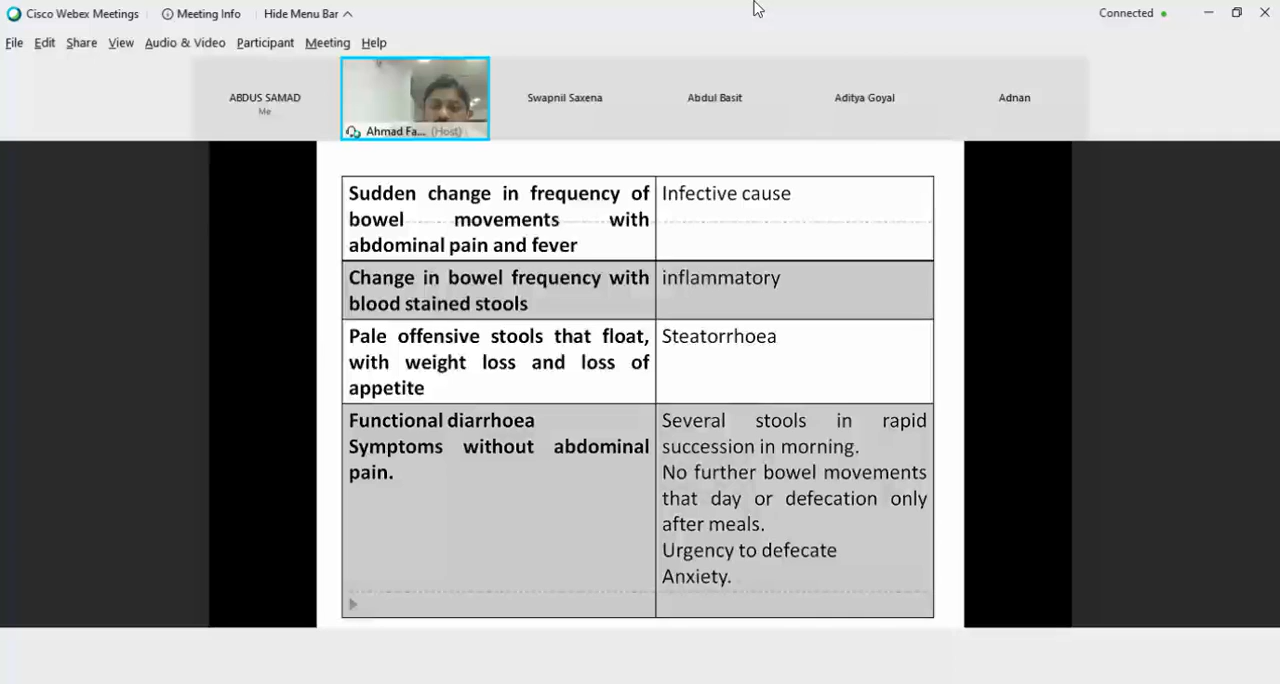 Cisco Webex Meetings Meeting Info Hide Menu Bar Connected
File Edit Share View Audio & Video Participant Meeting Help
ABDUS SAMAD
Me
Ahmad Fa... (Host)
Swapnil Saxena
Abdul Basit
Aditya Goyal
Adnan
Sudden change in frequency of
bowel movements with
abdominal pain and fever
Infective cause
Change in bowel frequency with
blood stained stools
inflammatory
Pale offensive stools that float,
with weight loss and loss of
appetite
Steatorrhoea
Functional diarrhoea
Symptoms without abdominal
pain.
Several stools in rapid
succession in morning.
No further bowel movements
that day or defecation only
after meals.
Urgency to defecate
Anxiety.